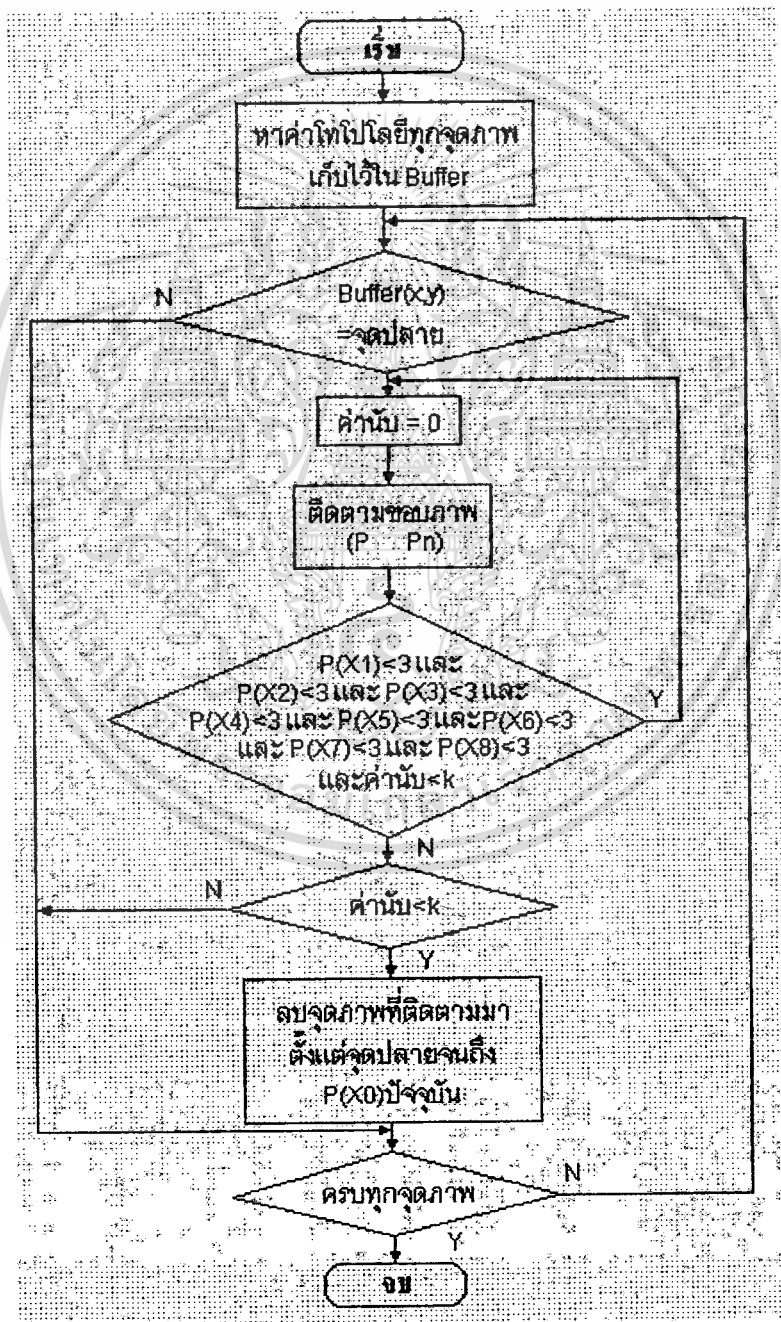 เริ่ม
หาค่าโทโปโลยีทุกจุดภาพ
เก็บไว้ใน Buffer
Buffer(x,y)
=จุดปลาย
N
ค่านับ = 0
ติดตามขอบภาพ
(P Pn)
P(X1)<3 และ
P(X2)<3 และ P(X3)<3 และ
P(X4)<3 และ P(X5)<3 และP(X6)<3
และ P(X7)<3 และ P(X8)<3
และค่านับ<k
Y
N
ค่านับ<k
N
Y
ลบจุดภาพที่ติดตามมา
ตั้งแต่จุดปลายจนถึง
P(X0)ปัจจุบัน
ครบทุกจุดภาพ
N
Y
จบ